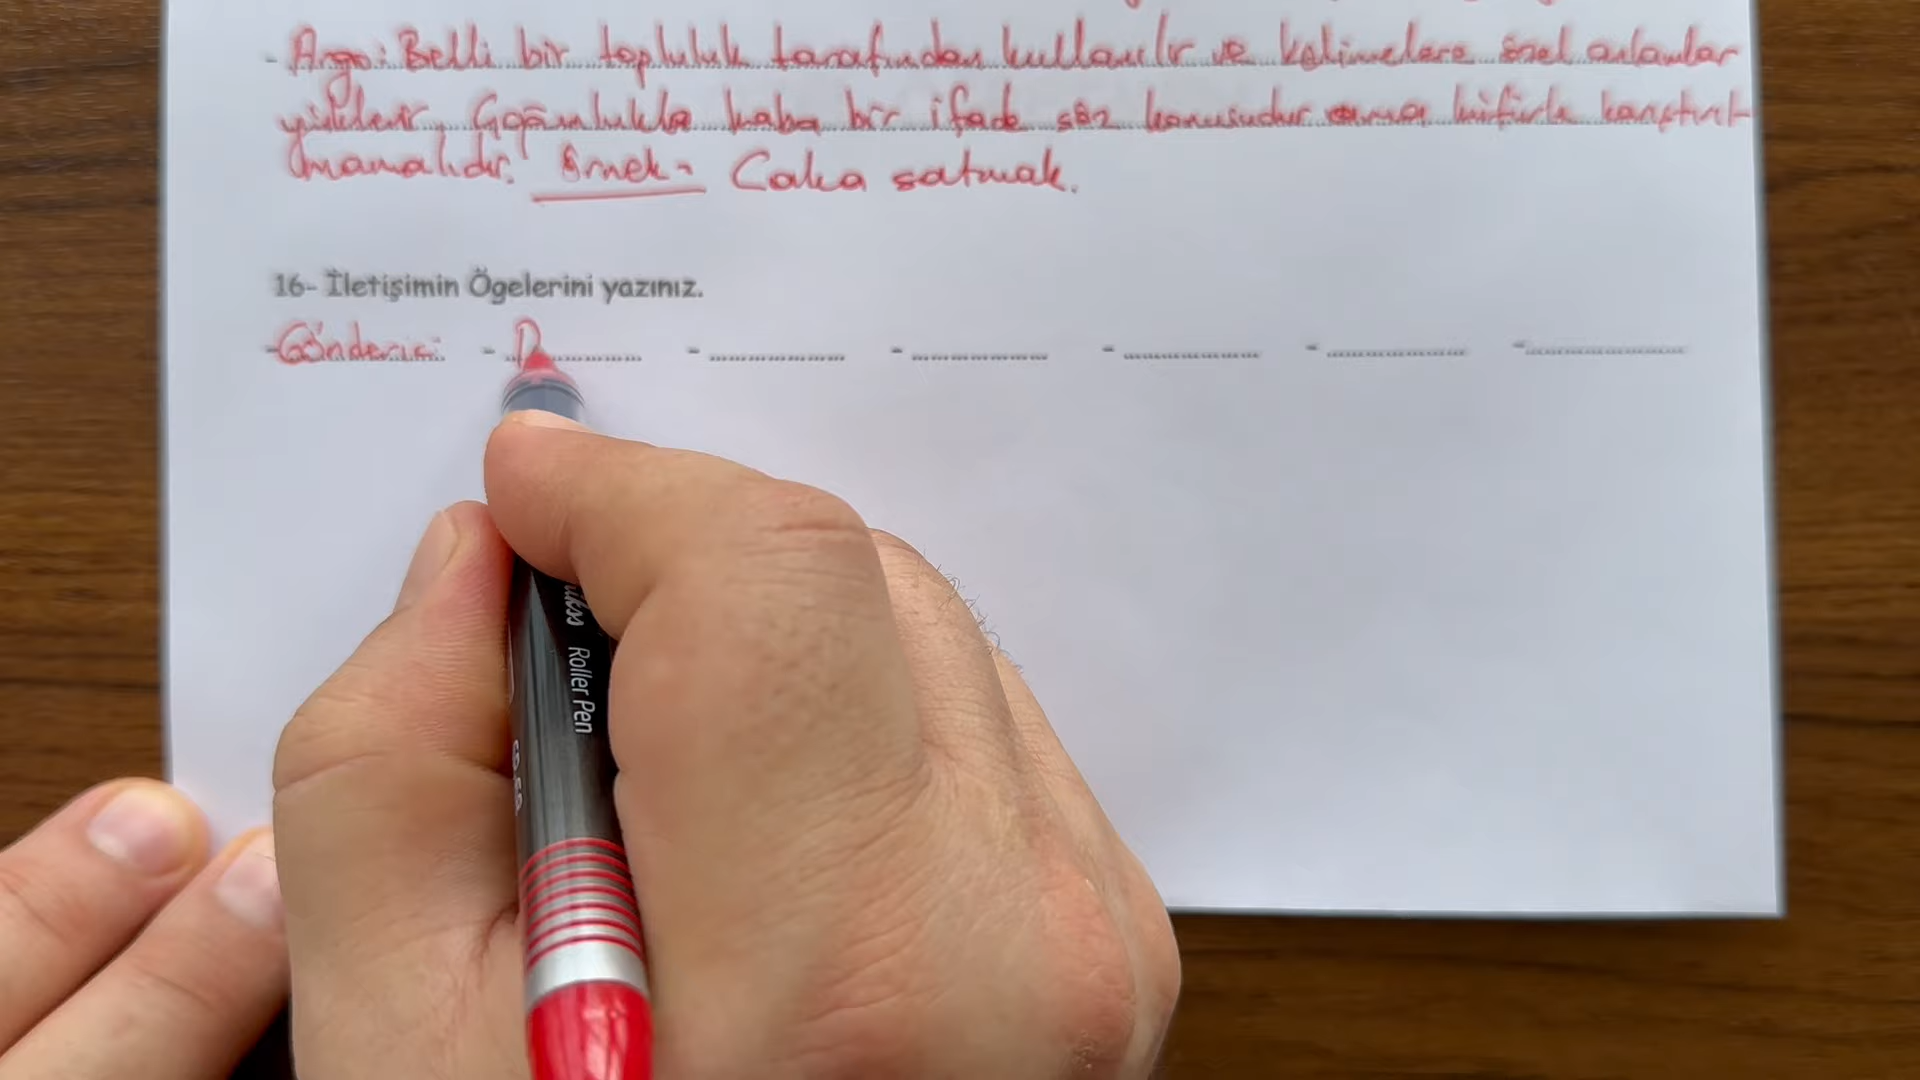 - Argo: Belli bir topluluk tarafından kullanılır ve kelimelere özel anlamlar
yüklenir. Çoğunlukla kaba bir ifade söz konusudur ama küfürle karıştırıl
mamalıdır. Örnek: Caka satmak.
16- İletişimin Ögelerini yazınız.
-Gönderici - ............ - ............ - ............ - ............ - ............ - ............
Roller Pen